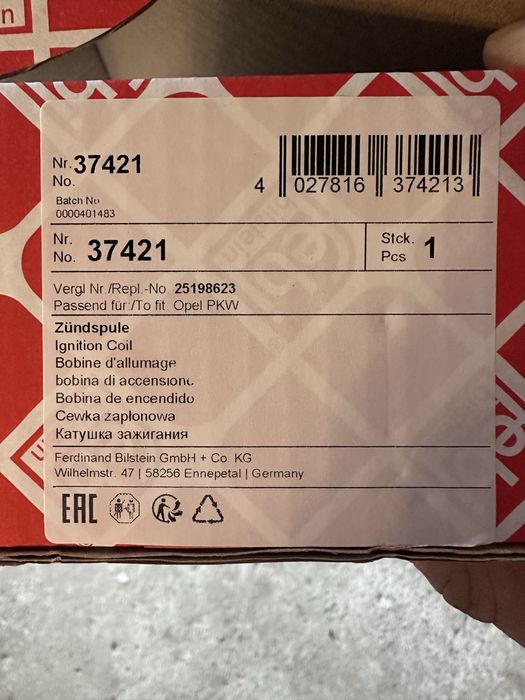 Nr. 37421
No.
Batch No
0000401483
4 027816 374213
Nr. 37421
No.
Stck. 1
Pcs
Vergl Nr./Repl.-No. 25198623
Passend für:/To fit: Opel PKW
Zündspule
Ignition Coil
Bobine d'allumage
bobina di accensione
Bobina de encendido
Cewka zapłonowa
Катушка зажигания
Ferdinand Bilstein GmbH + Co. KG
Wilhelmstr. 47 | 58256 Ennepetal | Germany
EAC